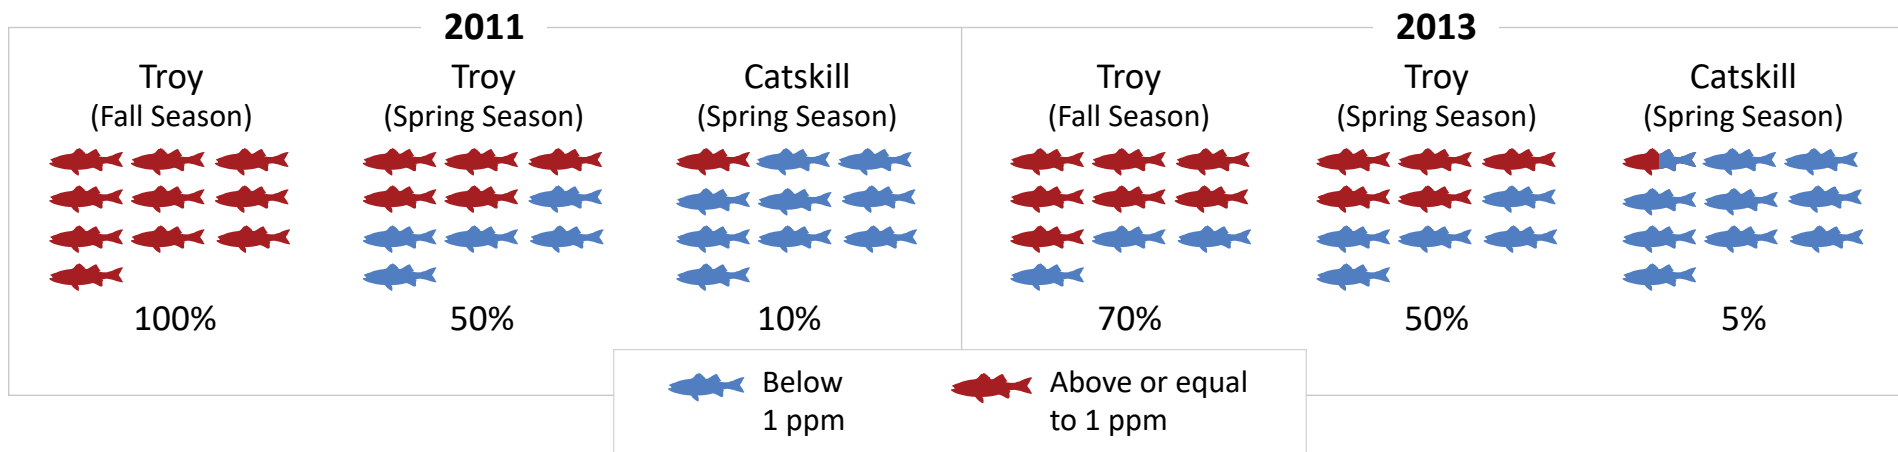 2011
Troy
(Fall Season)
100%
Troy
(Spring Season)
50%
Catskill
(Spring Season)
10%
2013
Troy
(Fall Season)
70%
Troy
(Spring Season)
50%
Catskill
(Spring Season)
5%
Below
1 ppm
Above or equal
to 1 ppm